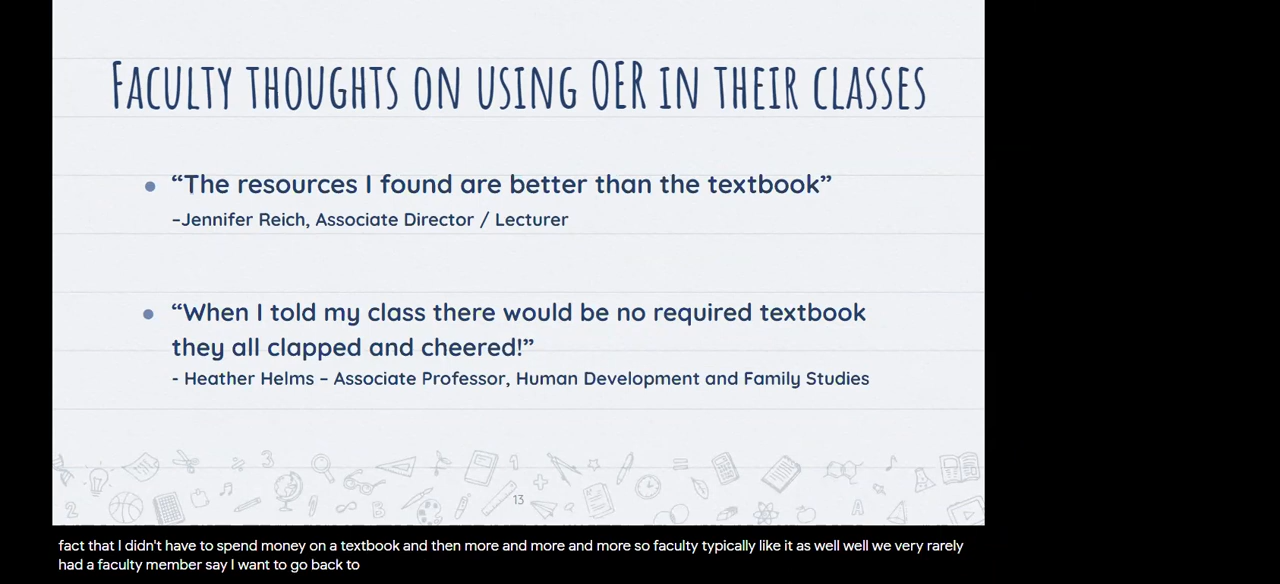 FACULTY THOUGHTS ON USING OER IN THEIR CLASSES
“The resources I found are better than the textbook”
–Jennifer Reich, Associate Director / Lecturer
“When I told my class there would be no required textbook
they all clapped and cheered!”
- Heather Helms – Associate Professor, Human Development and Family Studies
13
fact that I didn't have to spend money on a textbook and then more and more and more so faculty typically like it as well well we very rarely
had a faculty member say I want to go back to